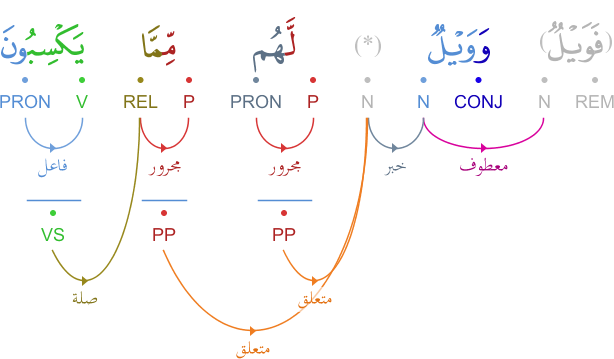 (فَوَيْلٌ) وَوَيْلٌ (*) لَّهُم مِّمَّا يَكْسِبُونَ
REM N CONJ N N P PRON P REL V PRON
معطوف خبر مجرور مجرور فاعل
PP PP VS
متعلق صلة
متعلق